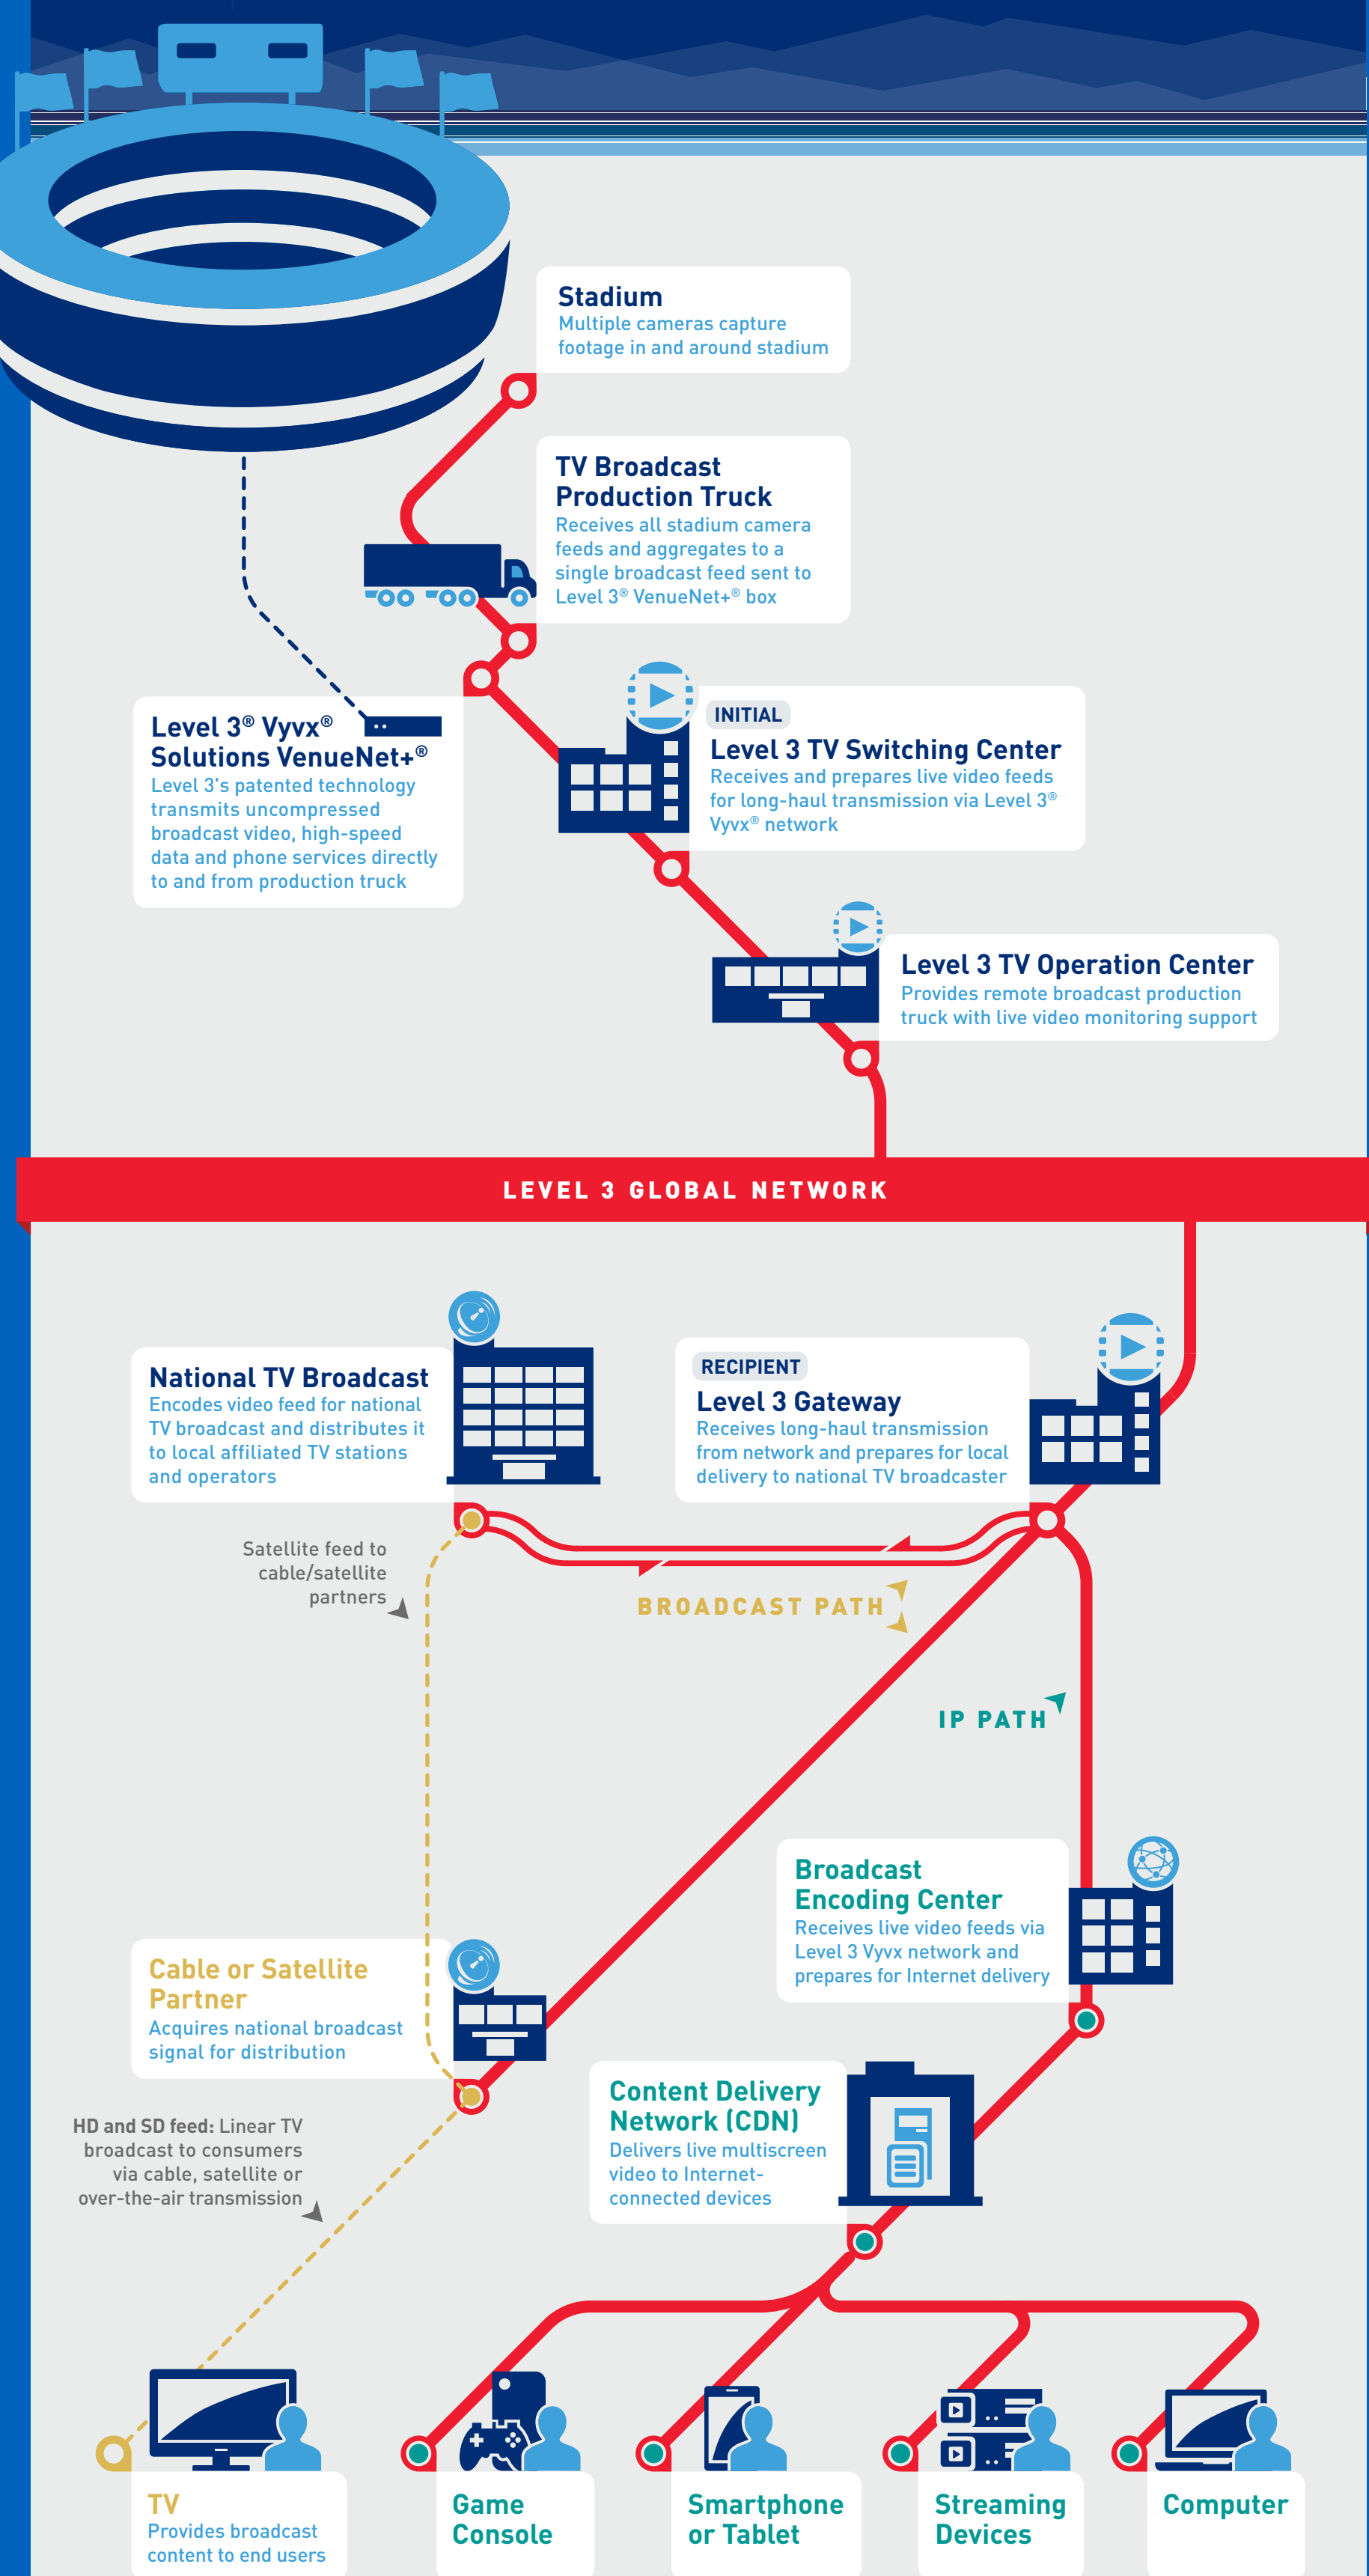 Stadium
Multiple cameras capture
footage in and around stadium
TV Broadcast
Production Truck
Receives all stadium camera
feeds and aggregates to a
single broadcast feed sent to
Level 3® VenueNet+® box
Level 3® Vyvx®
Solutions VenueNet+®
Level 3's patented technology
transmits uncompressed
broadcast video, high-speed
data and phone services directly
to and from production truck
INITIAL
Level 3 TV Switching Center
Receives and prepares live video feeds
for long-haul transmission via Level 3®
Vyvx® network
Level 3 TV Operation Center
Provides remote broadcast production
truck with live video monitoring support
LEVEL 3 GLOBAL NETWORK
National TV Broadcast
Encodes video feed for national
TV broadcast and distributes it
to local affiliated TV stations
and operators
RECIPIENT
Level 3 Gateway
Receives long-haul transmission
from network and prepares for local
delivery to national TV broadcaster
Satellite feed to
cable/satellite
partners
BROADCAST PATH
IP PATH
Broadcast
Encoding Center
Receives live video feeds via
Level 3 Vyvx network and
prepares for Internet delivery
Cable or Satellite
Partner
Acquires national broadcast
signal for distribution
Content Delivery
Network (CDN)
Delivers live multiscreen
video to Internet-
connected devices
HD and SD feed: Linear TV
broadcast to consumers
via cable, satellite or
over-the-air transmission
TV
Provides broadcast
content to end users
Game
Console
Smartphone
or Tablet
Streaming
Devices
Computer